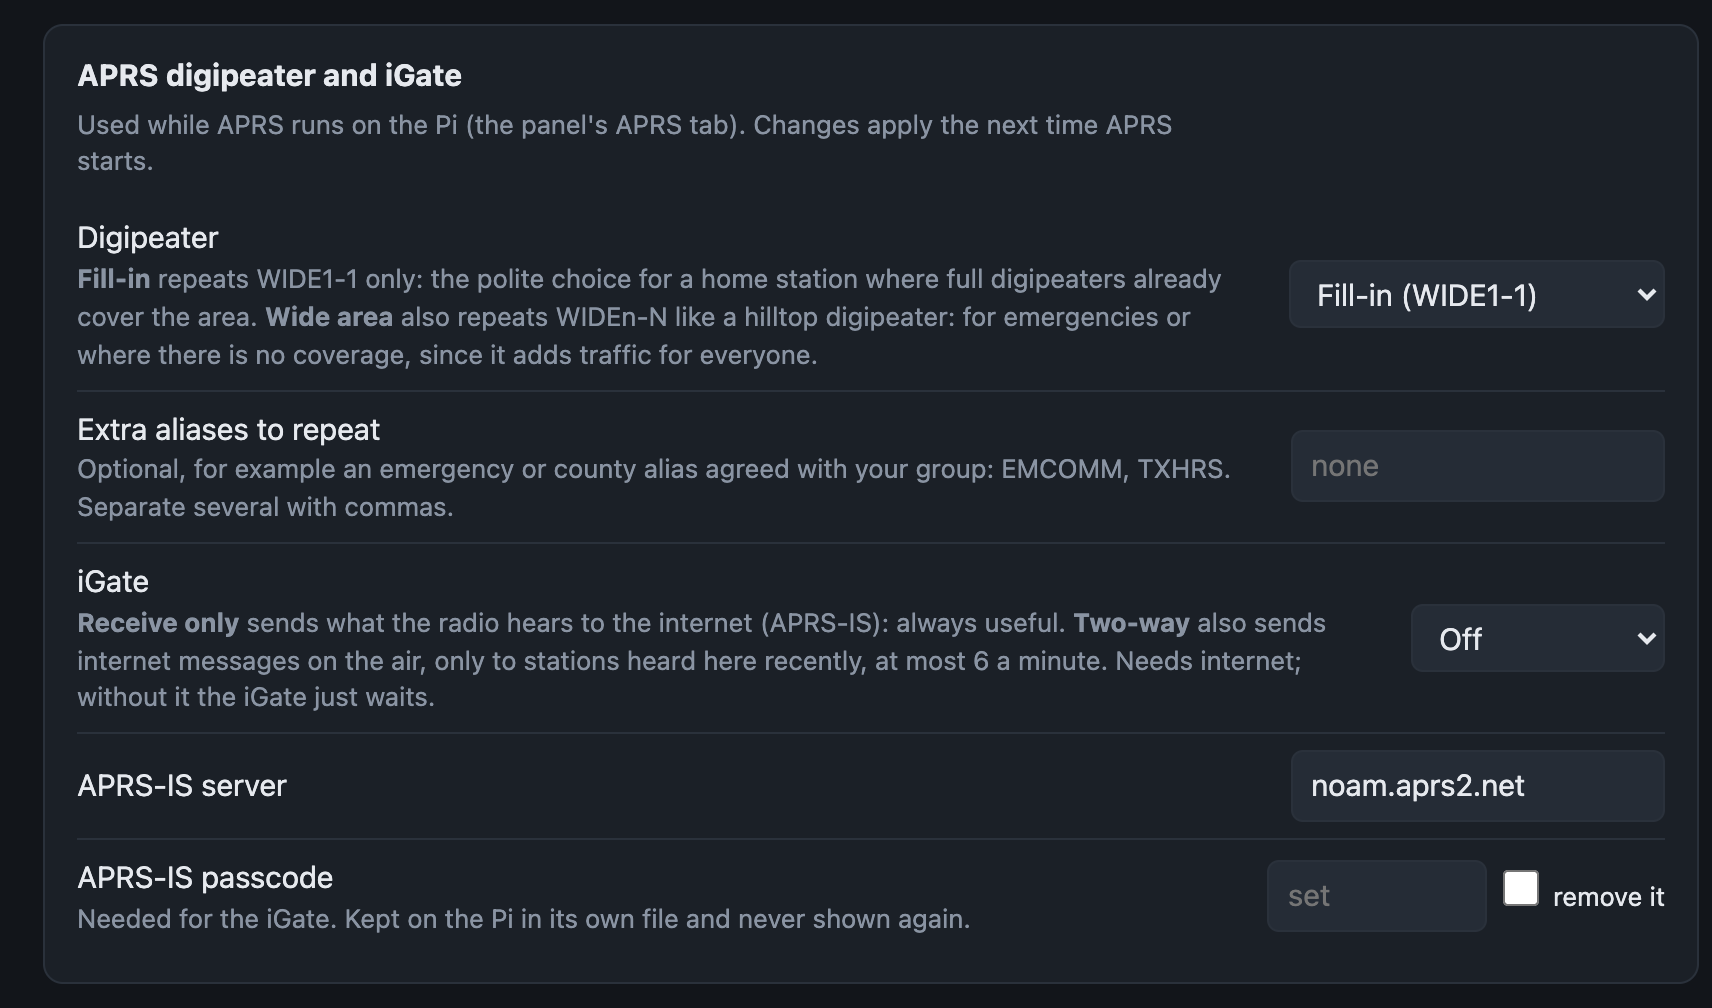 APRS digipeater and iGate
Used while APRS runs on the Pi (the panel's APRS tab). Changes apply the next time APRS
starts.
Digipeater
Fill-in repeats WIDE1-1 only: the polite choice for a home station where full digipeaters already
cover the area. Wide area also repeats WIDEn-N like a hilltop digipeater: for emergencies or
where there is no coverage, since it adds traffic for everyone.
Fill-in (WIDE1-1)
Extra aliases to repeat
Optional, for example an emergency or county alias agreed with your group: EMCOMM, TXHRS.
Separate several with commas.
none
iGate
Receive only sends what the radio hears to the internet (APRS-IS): always useful. Two-way also sends
internet messages on the air, only to stations heard here recently, at most 6 a minute. Needs internet;
without it the iGate just waits.
Off
APRS-IS server
noam.aprs2.net
APRS-IS passcode
Needed for the iGate. Kept on the Pi in its own file and never shown again.
set
remove it